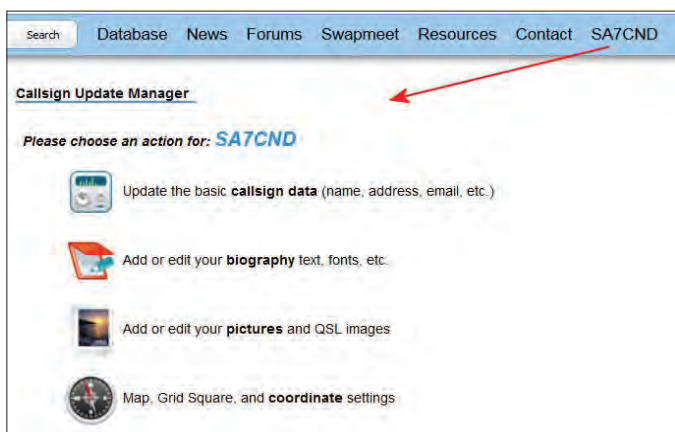 Search Database News Forums Swapmeet Resources Contact SA7CND
Callsign Update Manager
Please choose an action for: SA7CND
Update the basic callsign data (name, address, email, etc.)
Add or edit your biography text, fonts, etc.
Add or edit your pictures and QSL images
Map, Grid Square, and coordinate settings